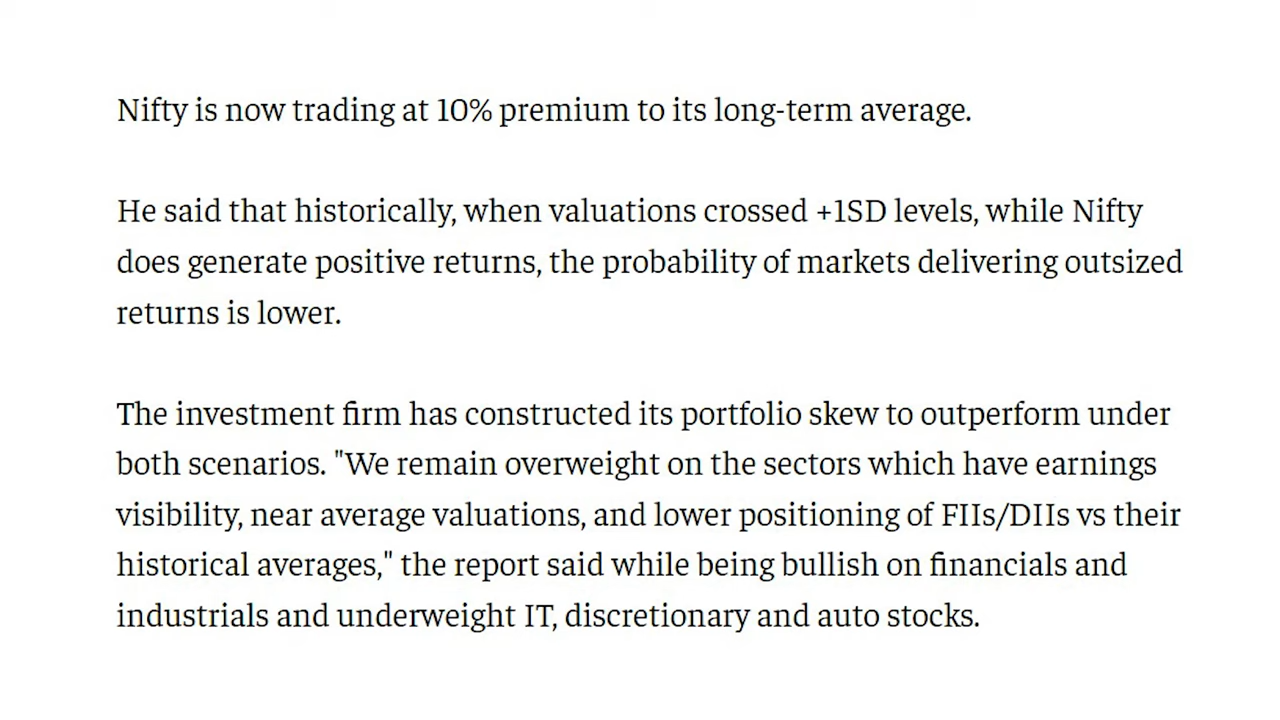 Nifty is now trading at 10% premium to its long-term average.
He said that historically, when valuations crossed +1SD levels, while Nifty
does generate positive returns, the probability of markets delivering outsized
returns is lower.
The investment firm has constructed its portfolio skew to outperform under
both scenarios. "We remain overweight on the sectors which have earnings
visibility, near average valuations, and lower positioning of FIIs/DIIs vs their
historical averages," the report said while being bullish on financials and
industrials and underweight IT, discretionary and auto stocks.